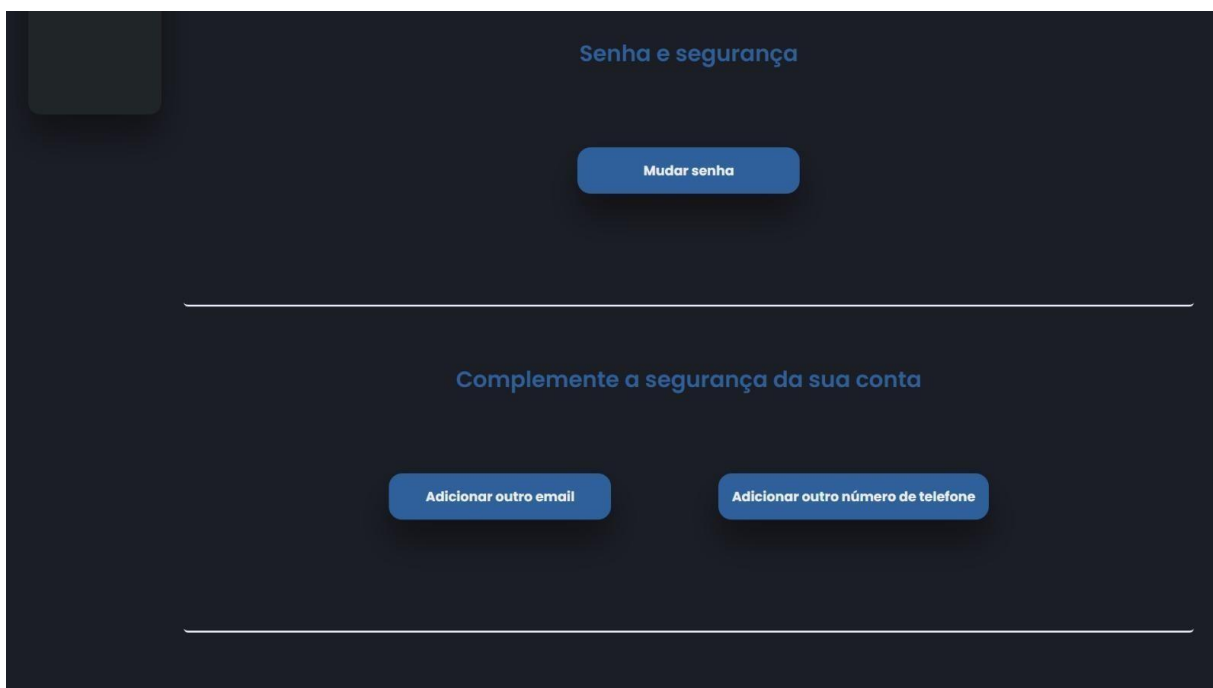 Senha e segurança
Mudar senha
Complemente a segurança da sua conta
Adicionar outro email
Adicionar outro número de telefone